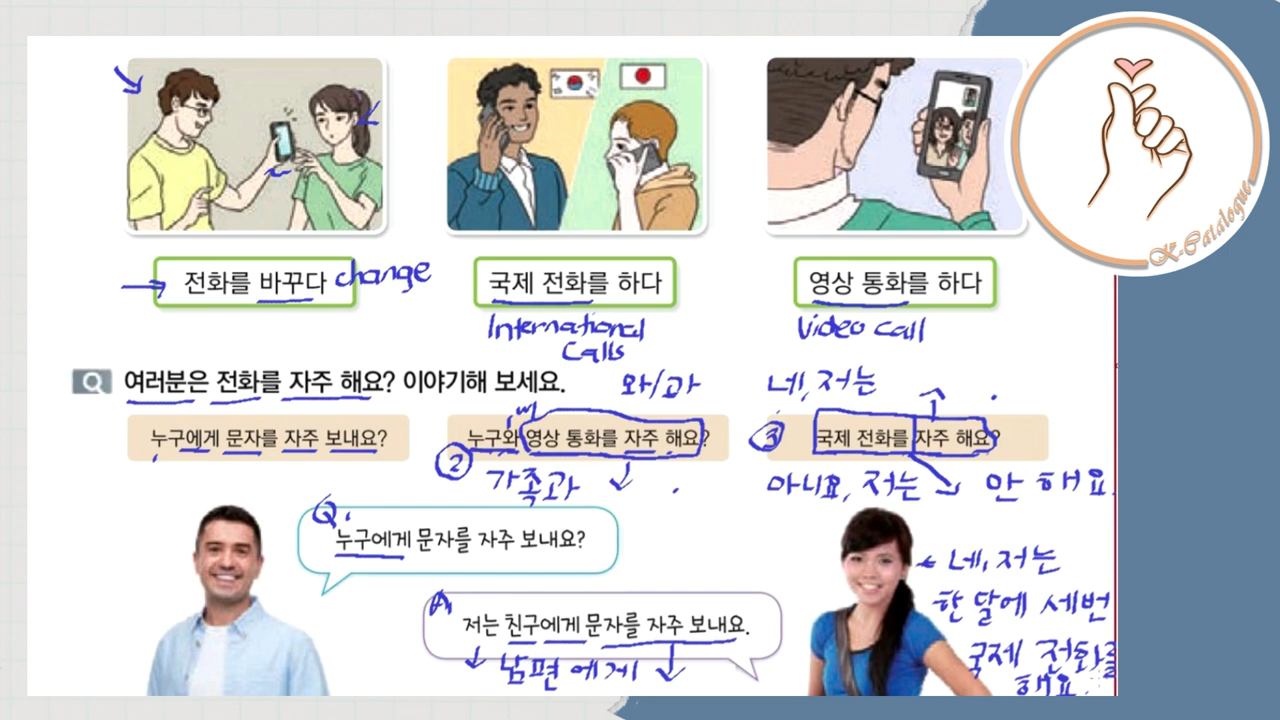 전화를 바꾸다 change
국제 전화를 하다
영상 통화를 하다
International
Calls
Video call
Q 여러분은 전화를 자주 해요? 이야기해 보세요.
와/과
네, 저는
누구에게 문자를 자주 보내요?
② 누구와 영상 통화를 자주 해요?
③ 국제 전화를 자주 해요?
가족과
아니요, 저는 안 해요.
Q. 누구에게 문자를 자주 보내요?
A 저는 친구에게 문자를 자주 보내요.
남편에게
네, 저는
한 달에 세번
국제 전화를
해요.
K-Catalogue